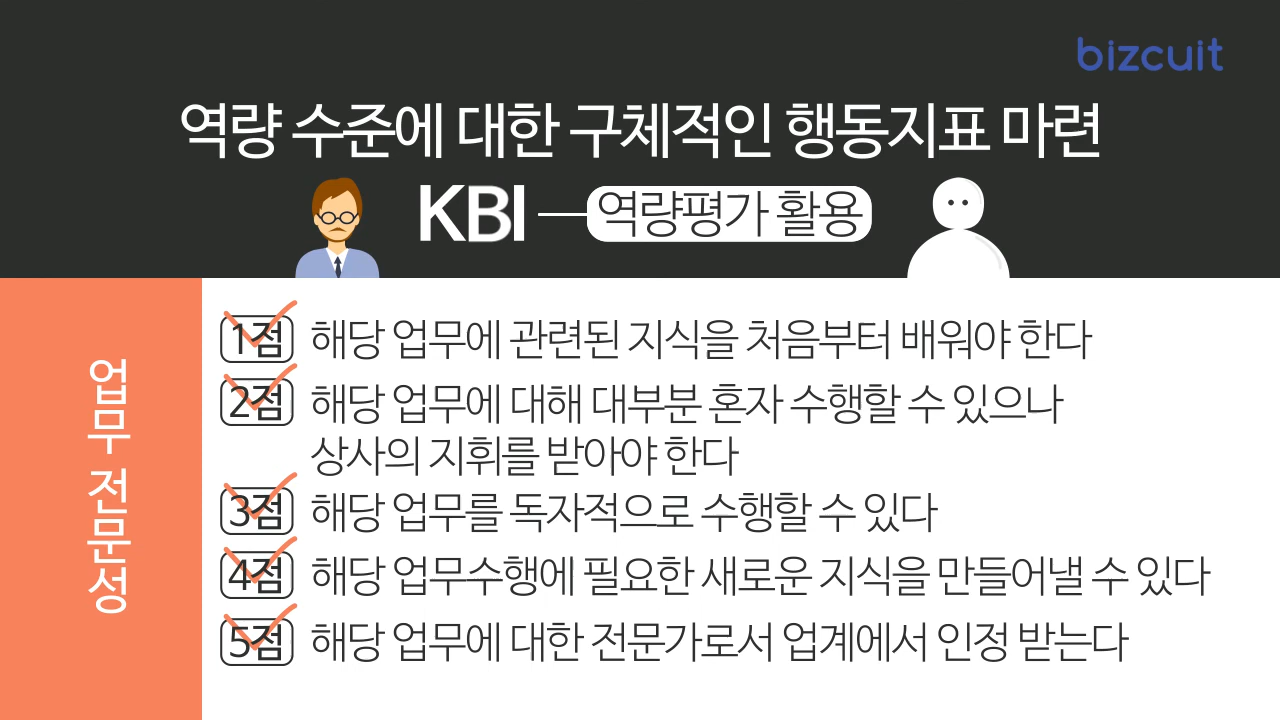 bizcuit
역량 수준에 대한 구체적인 행동지표 마련
KBI 역량평가 활용
업무 전문성
1점 해당 업무에 관련된 지식을 처음부터 배워야 한다
2점 해당 업무에 대해 대부분 혼자 수행할 수 있으나
상사의 지휘를 받아야 한다
3점 해당 업무를 독자적으로 수행할 수 있다
4점 해당 업무수행에 필요한 새로운 지식을 만들어낼 수 있다
5점 해당 업무에 대한 전문가로서 업계에서 인정 받는다